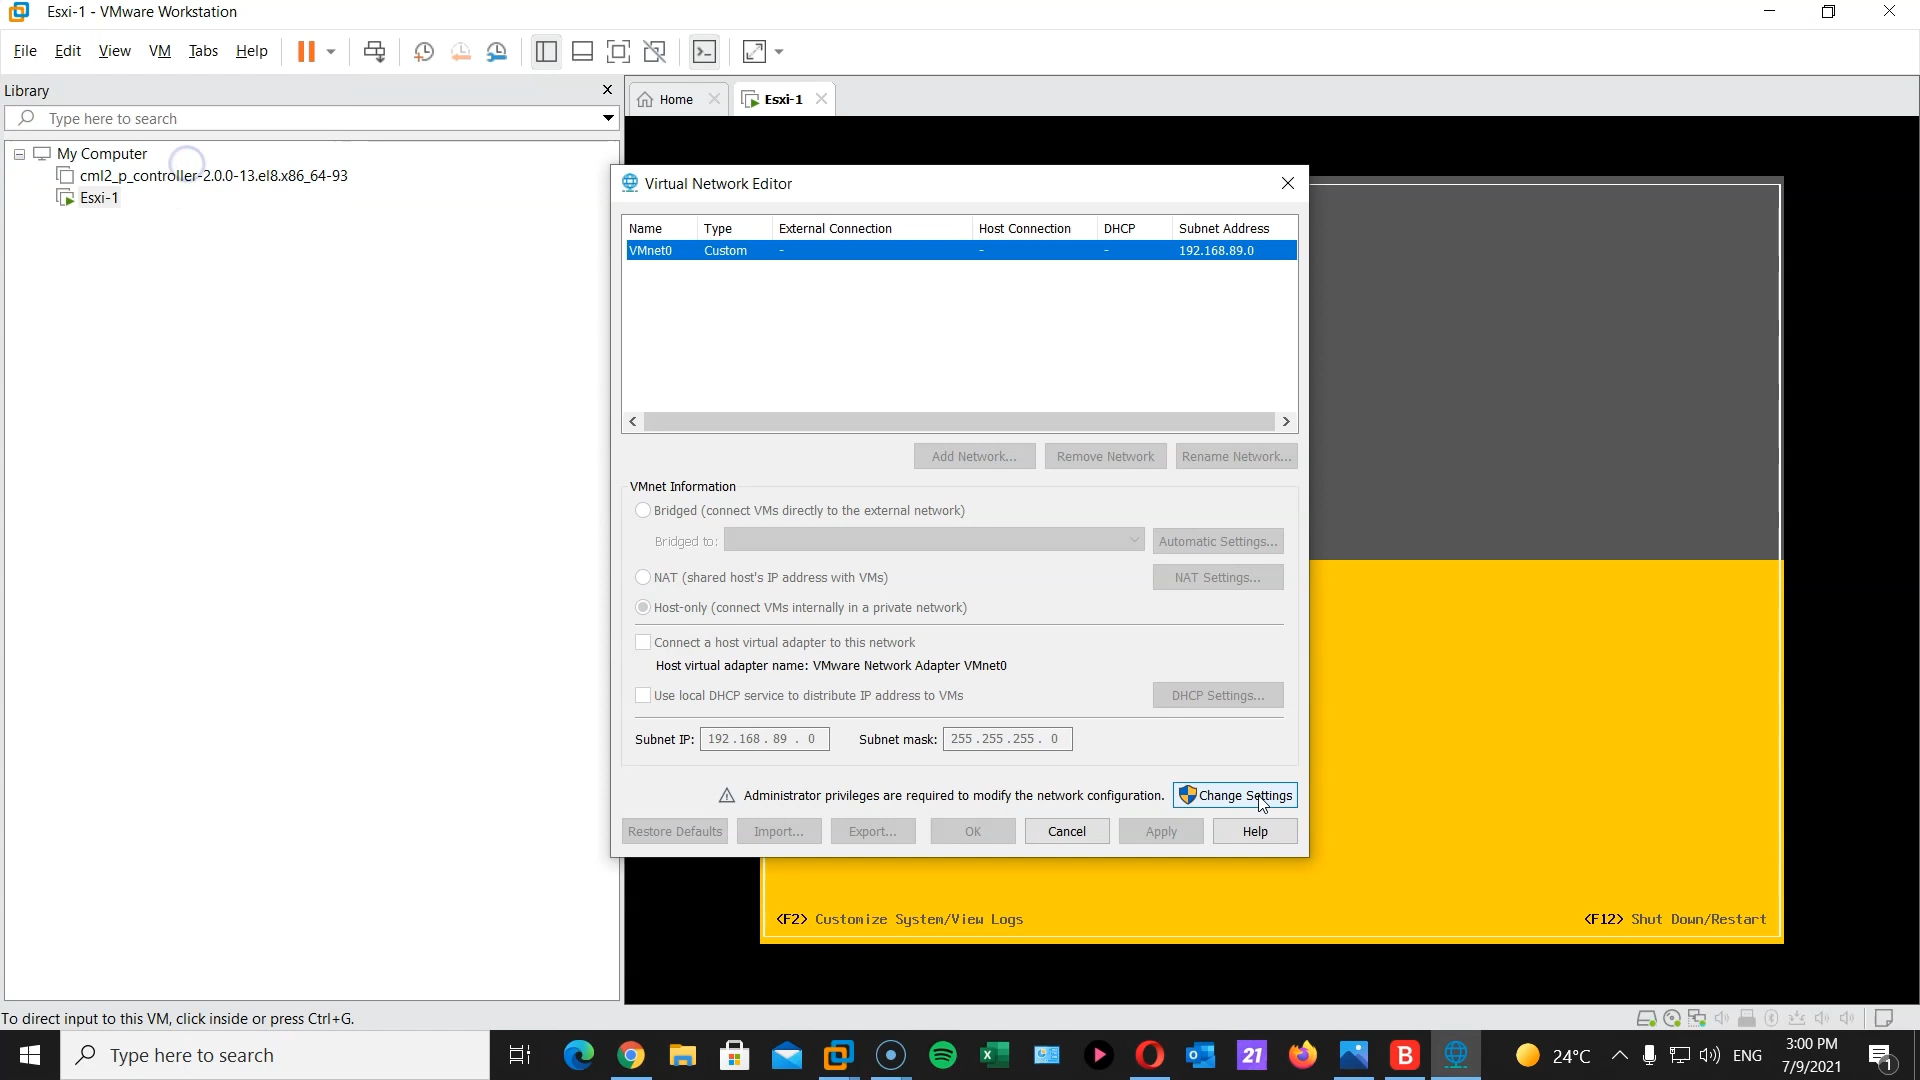 Esxi-1 - VMware Workstation
File Edit View VM Tabs Help
Library
Type here to search
My Computer
cml2_p_controller-2.0.0-13.el8.x86_64-93
Esxi-1
Home
Esxi-1
Virtual Network Editor
Name Type External Connection Host Connection DHCP Subnet Address
VMnet0 Custom - - - 192.168.89.0
Add Network... Remove Network Rename Network...
VMnet Information
Bridged (connect VMs directly to the external network)
Bridged to: Automatic Settings...
NAT (shared host's IP address with VMs) NAT Settings...
Host-only (connect VMs internally in a private network)
Connect a host virtual adapter to this network
Host virtual adapter name: VMware Network Adapter VMnet0
Use local DHCP service to distribute IP address to VMs DHCP Settings...
Subnet IP: 192.168. 89 . 0 Subnet mask: 255.255.255. 0
Administrator privileges are required to modify the network configuration. Change Settings
Restore Defaults Import... Export... OK Cancel Apply Help
<F2> Customize System/View Logs <F12> Shut Down/Restart
To direct input to this VM, click inside or press Ctrl+G.
Type here to search
21
B
24°C
ENG
3:00 PM
7/9/2021
1